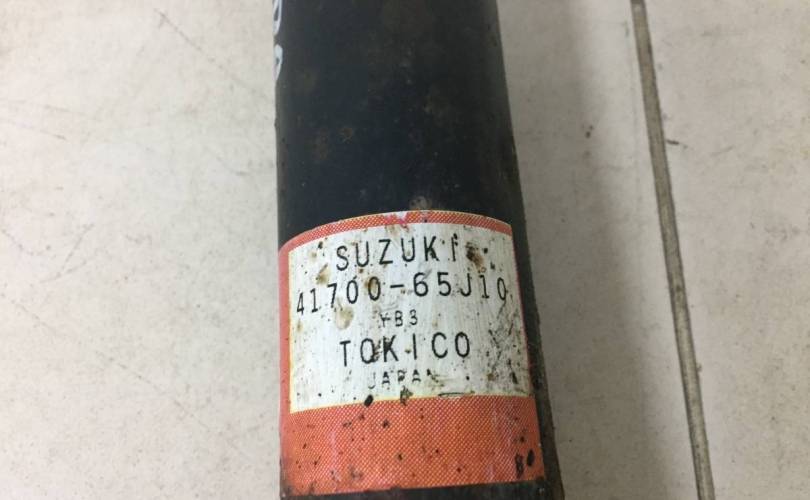 SUZUKI
41700-65J10
YB3
TOKICO
JAPAN